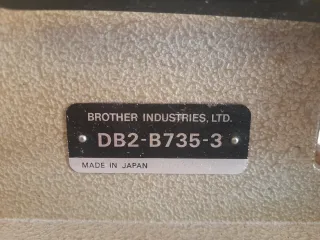 BROTHER INDUSTRIES, LTD.
DB2-B735-3
MADE IN JAPAN